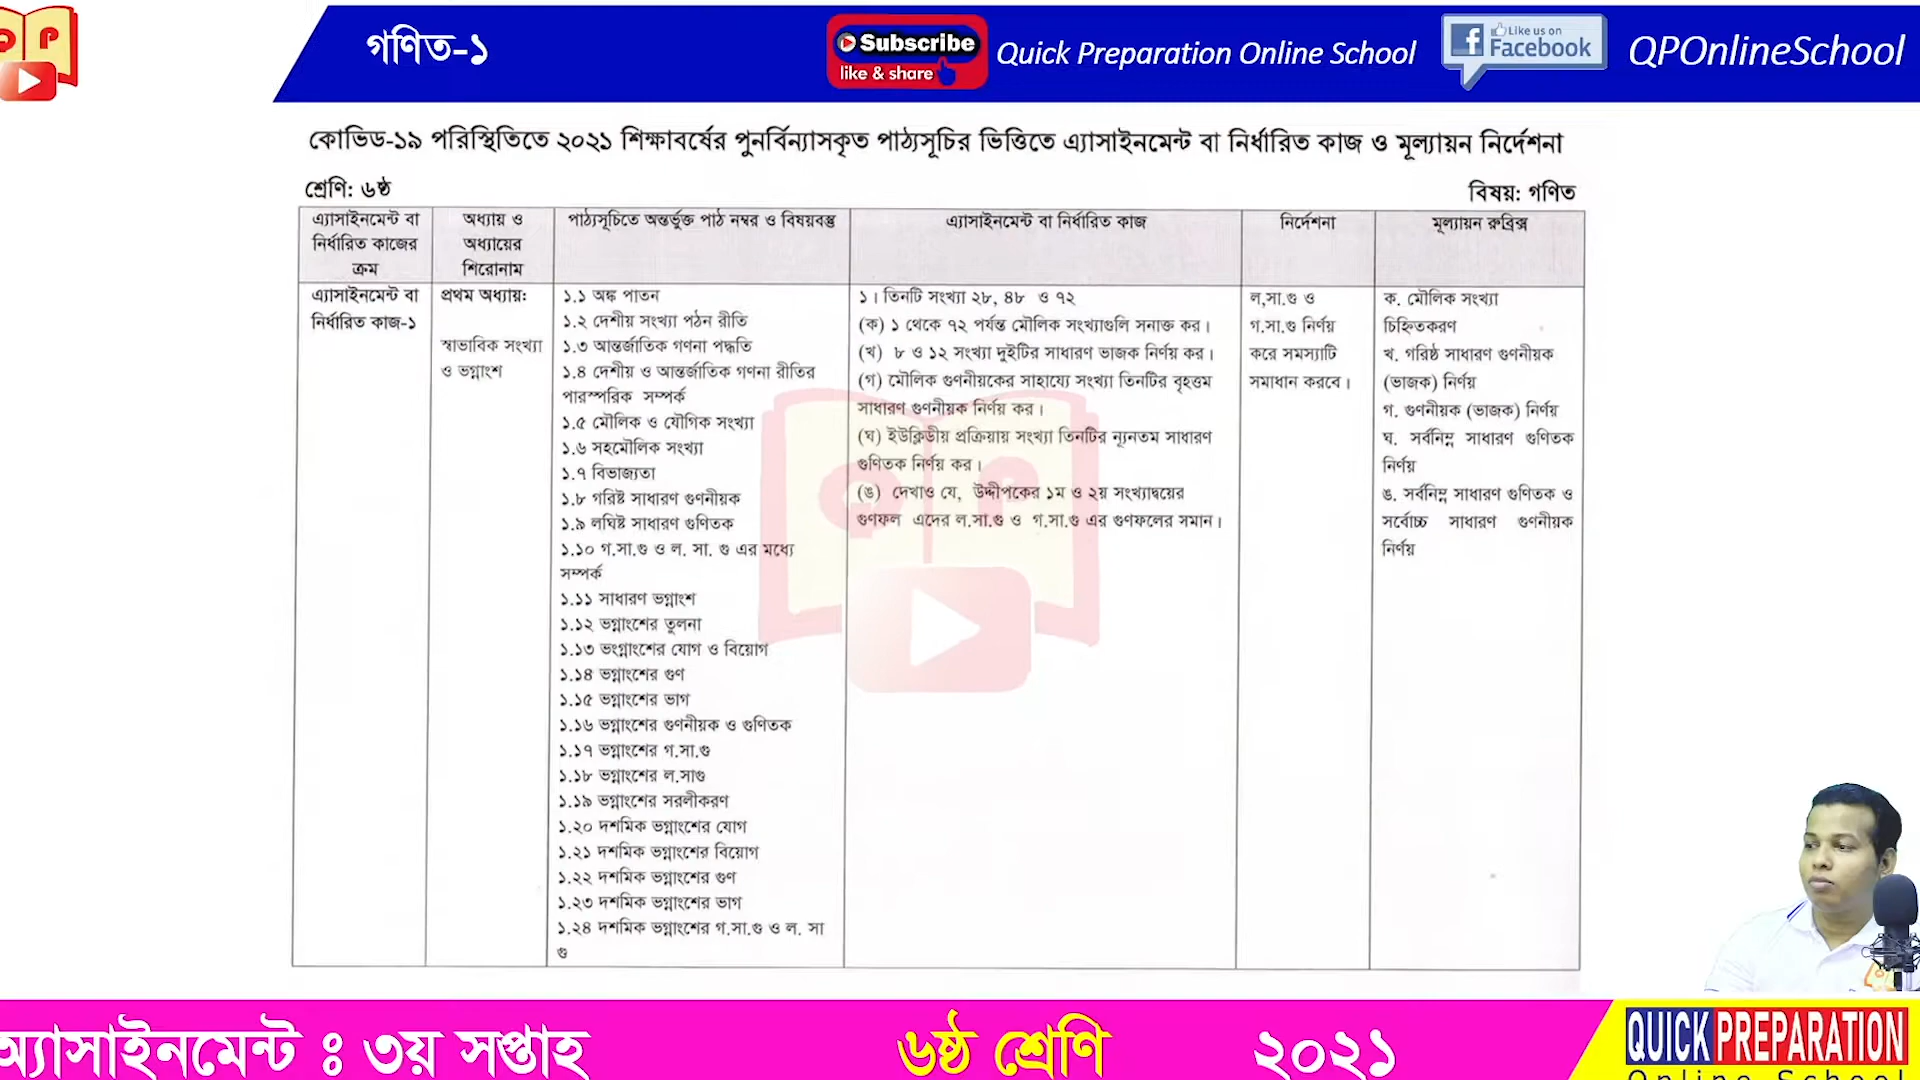 গণিত-১
Subscribe
like & share
Quick Preparation Online School
Like us on
Facebook
QPOnlineSchool
কোভিড-১৯ পরিস্থিতিতে ২০২১ শিক্ষাবর্ষের পুনর্বিন্যাসকৃত পাঠ্যসূচির ভিত্তিতে এ্যাসাইনমেন্ট বা নির্ধারিত কাজ ও মূল্যায়ন নির্দেশনা
শ্রেণি: ৬ষ্ঠ
বিষয়: গণিত
এ্যাসাইনমেন্ট বা
নির্ধারিত কাজের
ক্রম
অধ্যায় ও
অধ্যায়ের
শিরোনাম
পাঠ্যসূচিতে অন্তর্ভুক্ত পাঠ নম্বর ও বিষয়বস্তু
এ্যাসাইনমেন্ট বা নির্ধারিত কাজ
নির্দেশনা
মূল্যায়ন রুব্রিক্স
এ্যাসাইনমেন্ট বা
নির্ধারিত কাজ-১
প্রথম অধ্যায়:
স্বাভাবিক সংখ্যা
ও ভগ্নাংশ
১.১ অঙ্ক পাতন
১.২ দেশীয় সংখ্যা পঠন রীতি
১.৩ আন্তর্জাতিক গণনা পদ্ধতি
১.৪ দেশীয় ও আন্তর্জাতিক গণনা রীতির
পারস্পরিক সম্পর্ক
১.৫ মৌলিক ও যৌগিক সংখ্যা
১.৬ সহমৌলিক সংখ্যা
১.৭ বিভাজ্যতা
১.৮ গরিষ্ট সাধারণ গুণনীয়ক
১.৯ লঘিষ্ট সাধারণ গুণিতক
১.১০ গ.সা.গু ও ল. সা. গু এর মধ্যে
সম্পর্ক
১.১১ সাধারণ ভগ্নাংশ
১.১২ ভগ্নাংশের তুলনা
১.১৩ ভংগ্নাংশের যোগ ও বিয়োগ
১.১৪ ভগ্নাংশের গুণ
১.১৫ ভগ্নাংশের ভাগ
১.১৬ ভগ্নাংশের গুণনীয়ক ও গুণিতক
১.১৭ ভগ্নাংশের গ.সা.গু
১.১৮ ভগ্নাংশের ল.সাগু
১.১৯ ভগ্নাংশের সরলীকরণ
১.২০ দশমিক ভগ্নাংশের যোগ
১.২১ দশমিক ভগ্নাংশের বিয়োগ
১.২২ দশমিক ভগ্নাংশের গুণ
১.২৩ দশমিক ভগ্নাংশের ভাগ
১.২৪ দশমিক ভগ্নাংশের গ.সা.গু ও ল. সা
গু
১। তিনটি সংখ্যা ২৮, ৪৮ ও ৭২
(ক) ১ থেকে ৭২ পর্যন্ত মৌলিক সংখ্যাগুলি সনাক্ত কর।
(খ) ৮ ও ১২ সংখ্যা দুইটির সাধারণ ভাজক নির্ণয় কর।
(গ) মৌলিক গুণনীয়কের সাহায্যে সংখ্যা তিনটির বৃহত্তম
সাধারণ গুণনীয়ক নির্ণয় কর।
(ঘ) ইউক্লিডীয় প্রক্রিয়ায় সংখ্যা তিনটির ন্যূনতম সাধারণ
গুণিতক নির্ণয় কর।
(ঙ) দেখাও যে, উদ্দীপকের ১ম ও ২য় সংখ্যাদ্বয়ের
গুণফল এদের ল.সা.গু ও গ.সা.গু এর গুণফলের সমান।
ল,সা.গু ও
গ.সা.গু নির্ণয়
করে সমস্যাটি
সমাধান করবে।
ক. মৌলিক সংখ্যা
চিহ্নিতকরণ
খ. গরিষ্ঠ সাধারণ গুণনীয়ক
(ভাজক) নির্ণয়
গ. গুণনীয়ক (ভাজক) নির্ণয়
ঘ. সর্বনিম্ন সাধারণ গুণিতক
নির্ণয়
ঙ. সর্বনিম্ন সাধারণ গুণিতক ও
সর্বোচ্চ সাধারণ গুণনীয়ক
নির্ণয়
অ্যাসাইনমেন্ট : ৩য় সপ্তাহ
৬ষ্ঠ শ্রেণি
২০২১
QUICK PREPARATION
Online School